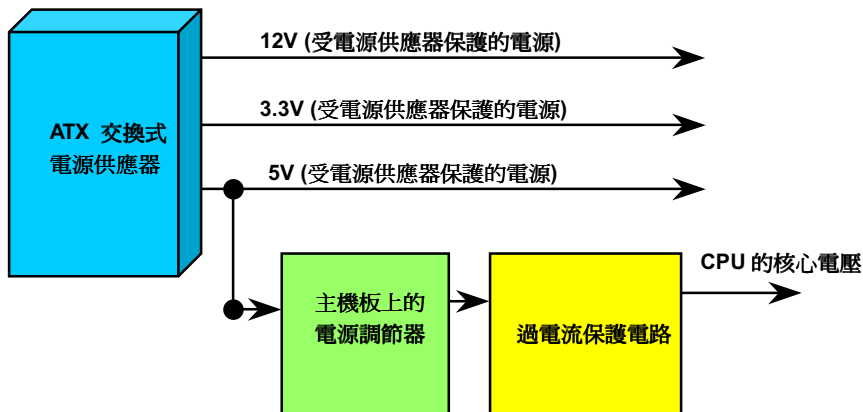 12V (受電源供應器保護的電源)
3.3V (受電源供應器保護的電源)
ATX 交換式
電源供應器
5V (受電源供應器保護的電源)
CPU 的核心電壓
主機板上的
電源調節器
過電流保護電路